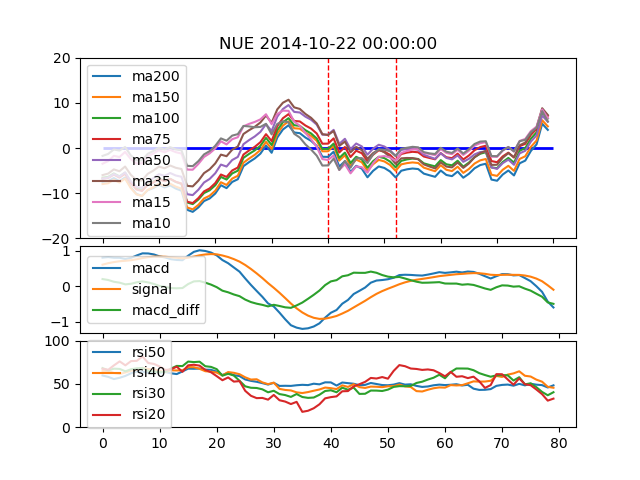 NUE 2014-10-22 00:00:00
20
10
0
−10
−20
ma200
ma150
ma100
ma75
ma50
ma35
ma15
ma10
1
0
−1
macd
signal
macd_diff
100
50
0
rsi50
rsi40
rsi30
rsi20
0 10 20 30 40 50 60 70 80